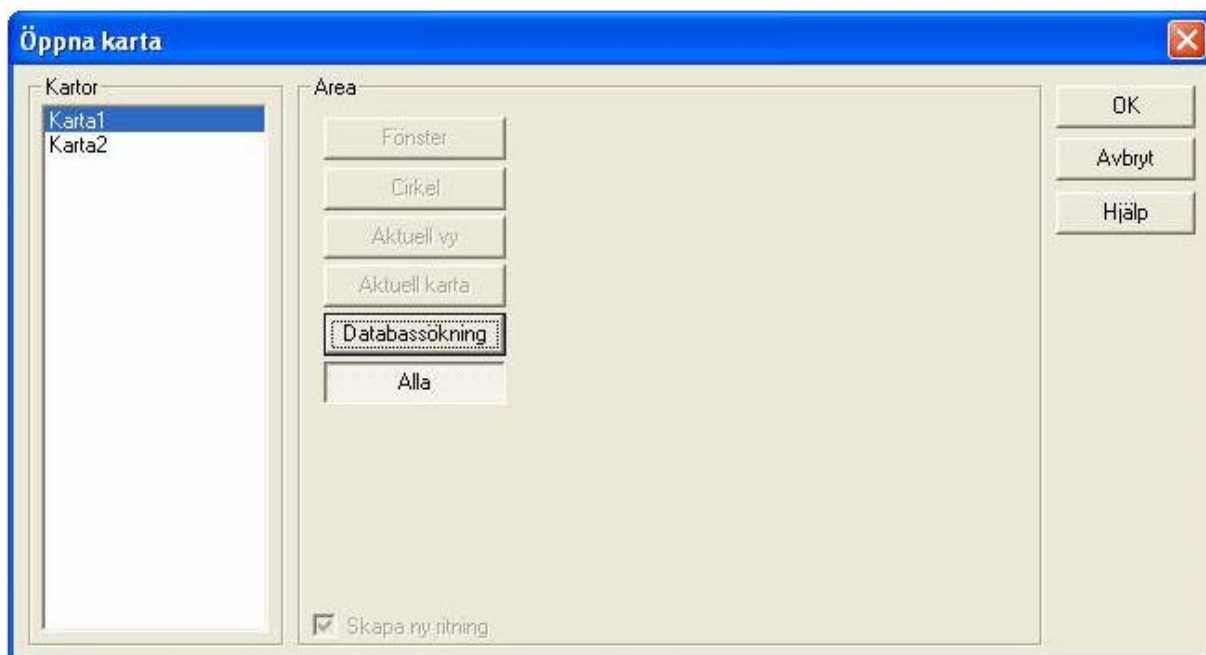 Öppna karta
Kartor
Karta1
Karta2
Area
Fönster
Cirkel
Aktuell vy
Aktuell karta
Databassökning
Alla
Skapa ny ritning
OK
Avbryt
Hjälp